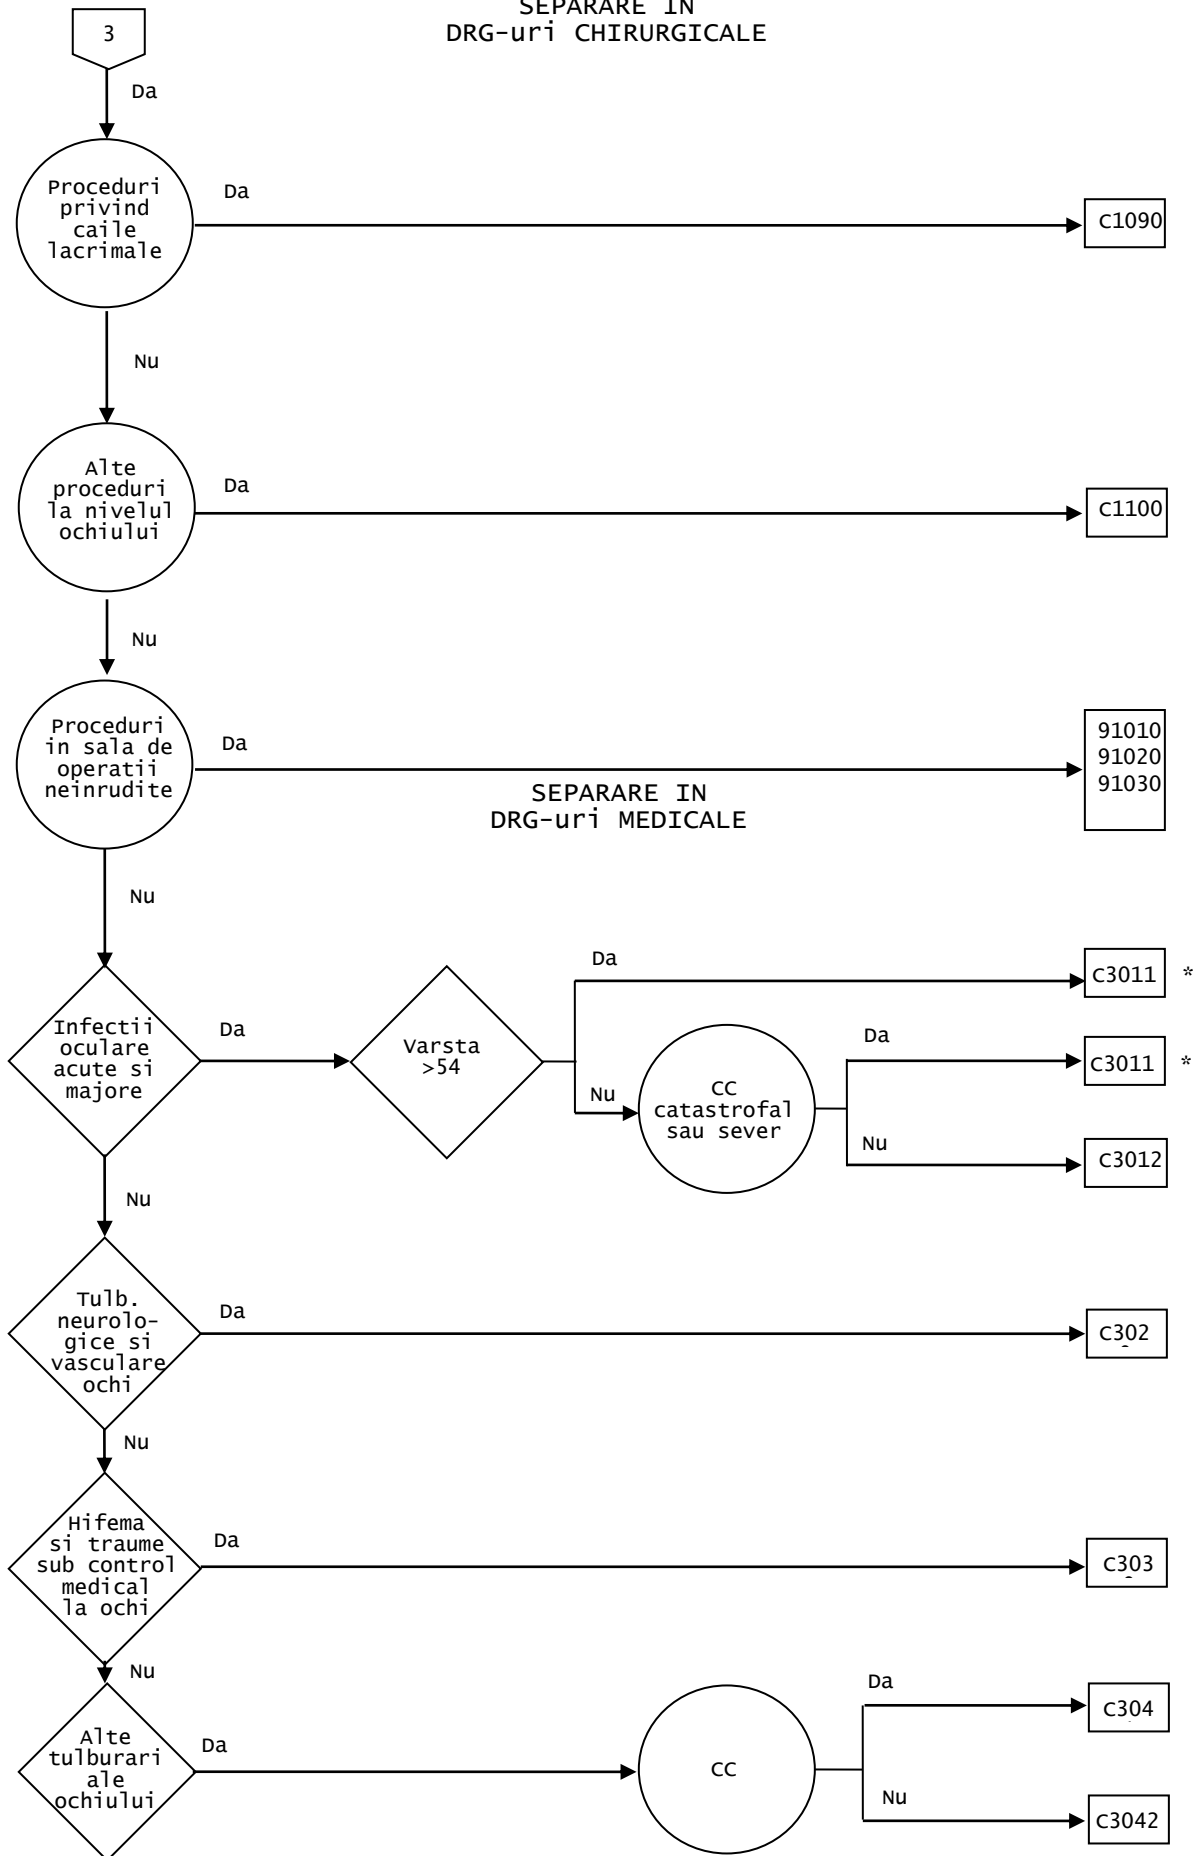 SEPARARE IN
DRG-uri CHIRURGICALE
3
Da
Proceduri
privind
caile
lacrimale
Da
C1090
Nu
Alte
proceduri
la nivelul
ochiului
Da
C1100
Nu
Proceduri
in sala de
operatii
neinrudite
Da
91010
91020
91030
SEPARARE IN
DRG-uri MEDICALE
Nu
Infectii
oculare
acute si
majore
Da
Varsta
>54
Da
C3011 *
Nu
CC
catastrofal
sau sever
Da
C3011 *
Nu
C3012
Nu
Tulb.
neurolo-
gice si
vasculare
ochi
Da
C302
Nu
Hifema
si traume
sub control
medical
la ochi
Da
C303
Nu
Alte
tulburari
ale
ochiului
Da
CC
Da
C304
Nu
C3042